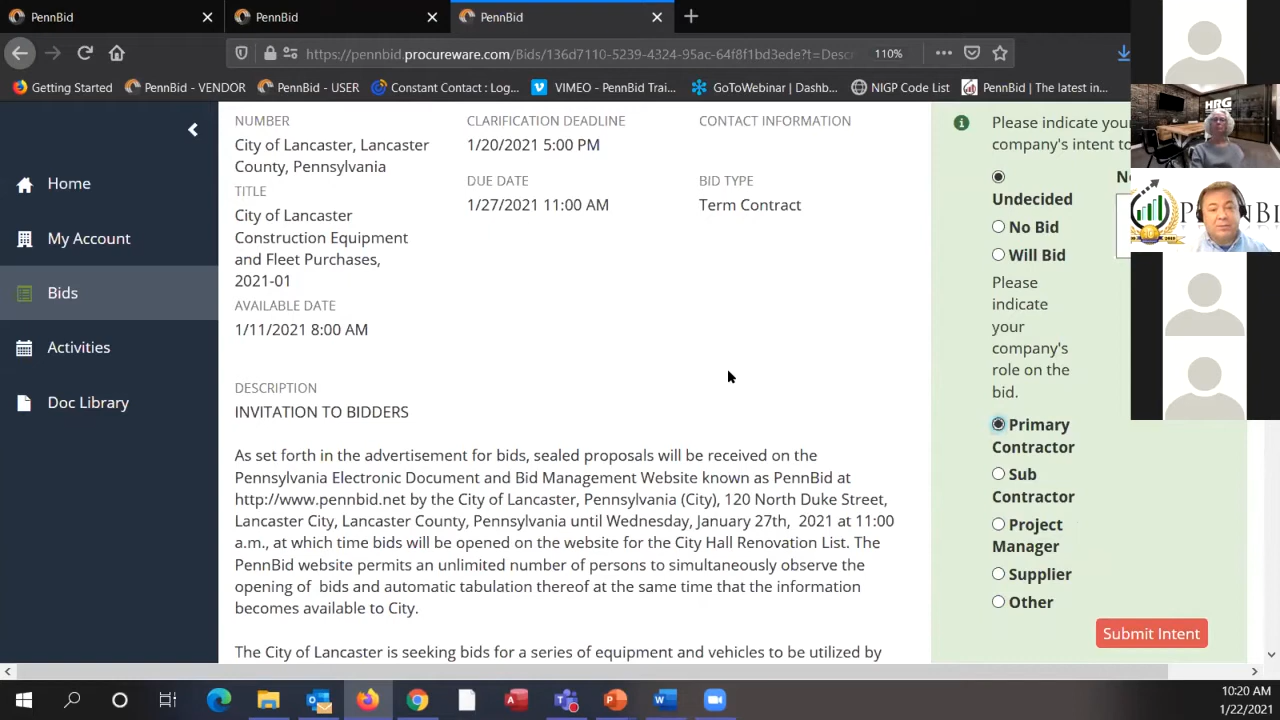 PennBid
PennBid
PennBid
https://pennbid.procureware.com/Bids/136d7110-5239-4324-95ac-64f8f1bd3ede?t=Desc
110%
Getting Started
PennBid - VENDOR
PennBid - USER
Constant Contact : Log...
VIMEO - PennBid Trai...
GoToWebinar | Dashb...
NIGP Code List
PennBid | The latest in...
Home
My Account
Bids
Activities
Doc Library
NUMBER
City of Lancaster, Lancaster
County, Pennsylvania
TITLE
City of Lancaster
Construction Equipment
and Fleet Purchases,
2021-01
AVAILABLE DATE
1/11/2021 8:00 AM
CLARIFICATION DEADLINE
1/20/2021 5:00 PM
DUE DATE
1/27/2021 11:00 AM
CONTACT INFORMATION
BID TYPE
Term Contract
DESCRIPTION
INVITATION TO BIDDERS
As set forth in the advertisement for bids, sealed proposals will be received on the
Pennsylvania Electronic Document and Bid Management Website known as PennBid at
http://www.pennbid.net by the City of Lancaster, Pennsylvania (City), 120 North Duke Street,
Lancaster City, Lancaster County, Pennsylvania until Wednesday, January 27th, 2021 at 11:00
a.m., at which time bids will be opened on the website for the City Hall Renovation List. The
PennBid website permits an unlimited number of persons to simultaneously observe the
opening of bids and automatic tabulation thereof at the same time that the information
becomes available to City.
The City of Lancaster is seeking bids for a series of equipment and vehicles to be utilized by
Please indicate your
company's intent to
Undecided
No Bid
Will Bid
Please
indicate
your
company's
role on the
bid.
Primary
Contractor
Sub
Contractor
Project
Manager
Supplier
Other
Submit Intent
HRG
10:20 AM
1/22/2021